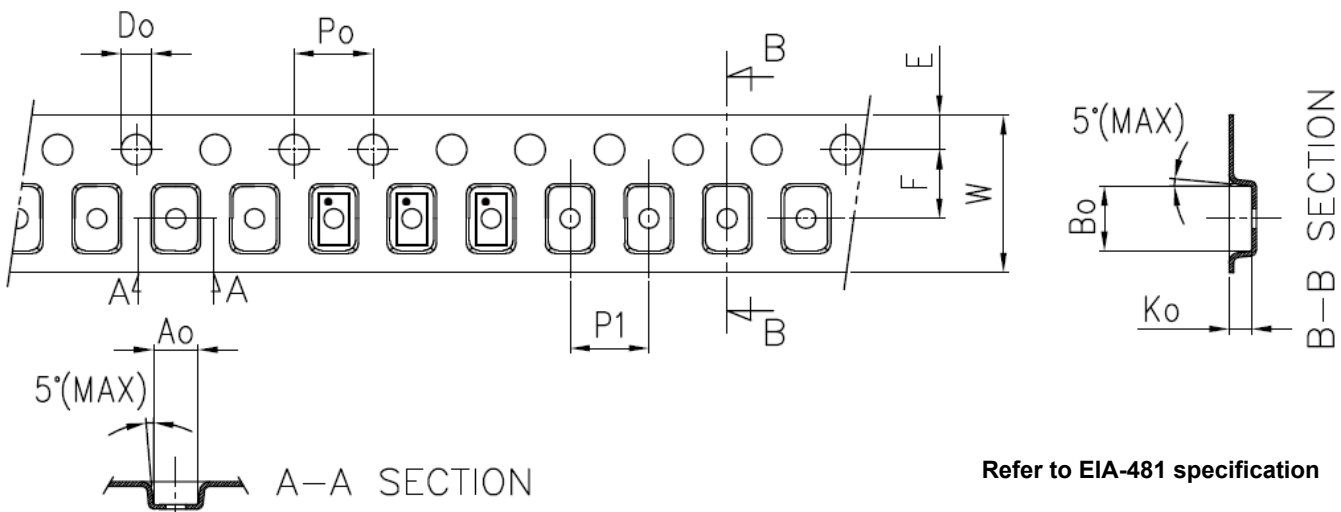 Do
Po
B
E
5°(MAX)
F
W
Bo
B-B SECTION
A
A
Ao
P1
B
Ko
5°(MAX)
A-A SECTION
Refer to EIA-481 specification